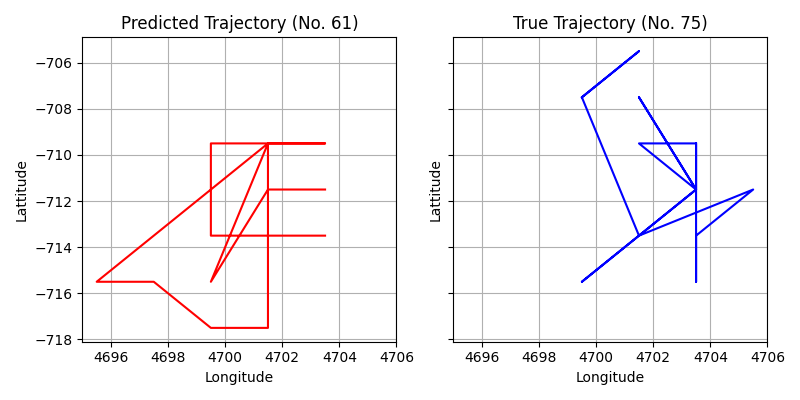 Predicted Trajectory (No. 61)
True Trajectory (No. 75)
−706
−708
−710
−712
−714
−716
−718
Lattitude
Lattitude
4696 4698 4700 4702 4704 4706
4696 4698 4700 4702 4704 4706
Longitude
Longitude